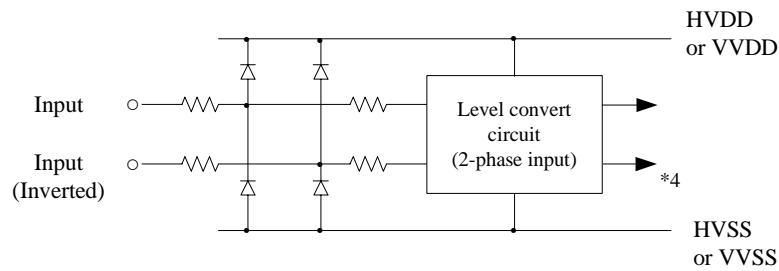 HVDD
or VVDD
Input
Level convert
circuit
(2-phase input)
Input
(Inverted)
*4
HVSS
or VVSS